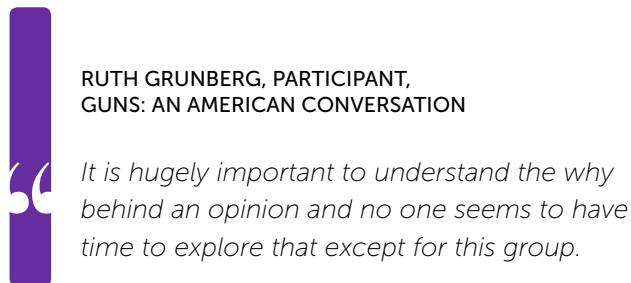 RUTH GRUNBERG, PARTICIPANT,
GUNS: AN AMERICAN CONVERSATION
“
It is hugely important to understand the why
behind an opinion and no one seems to have
time to explore that except for this group.